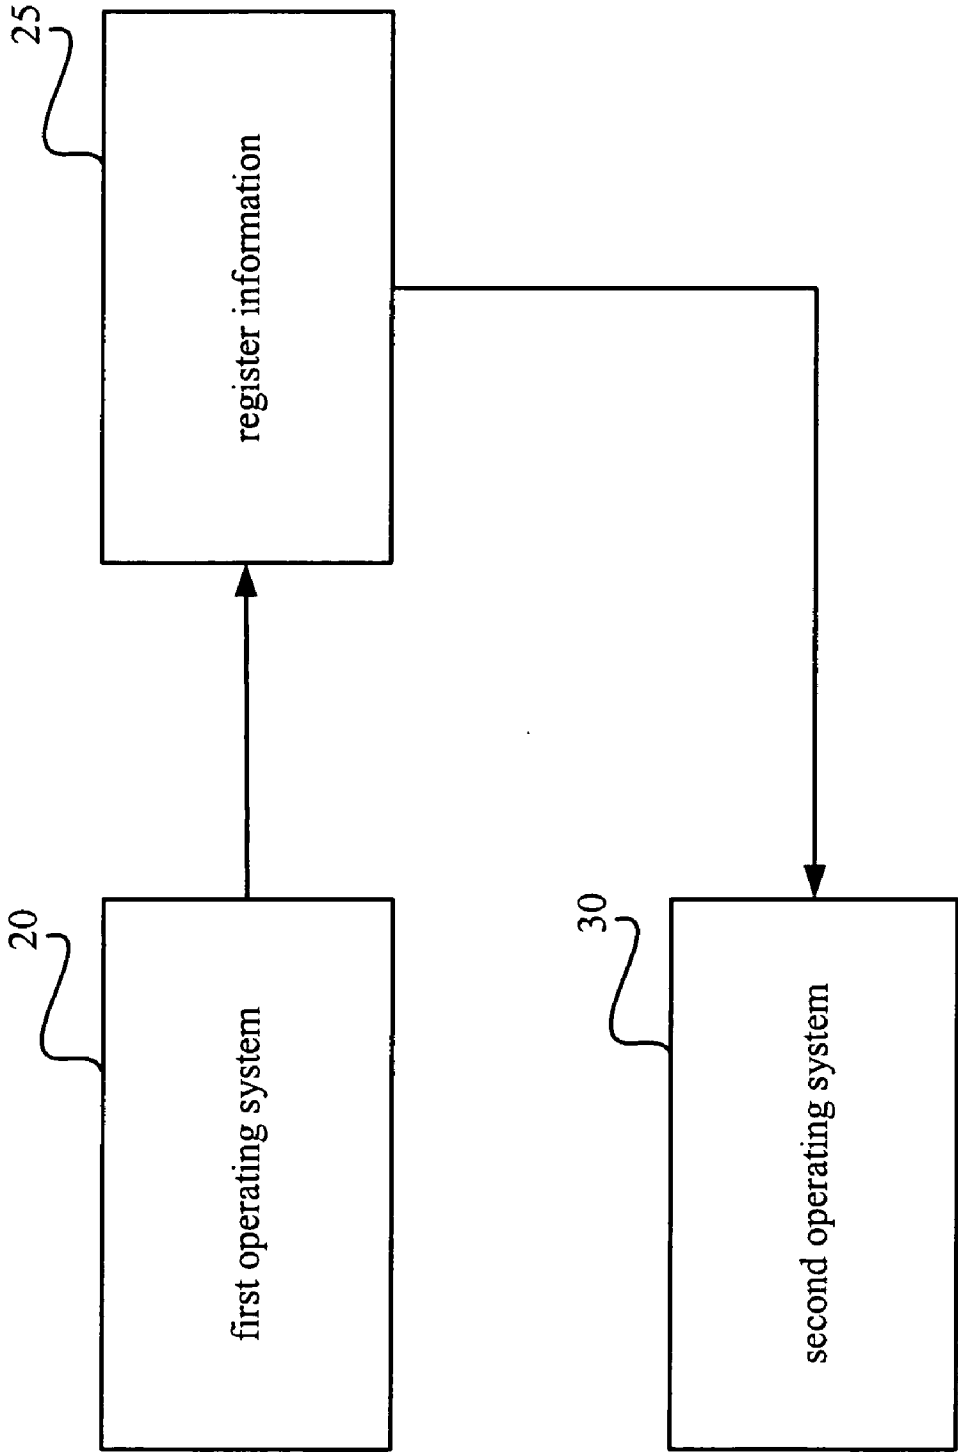 20
first operating system
25
register information
30
second operating system